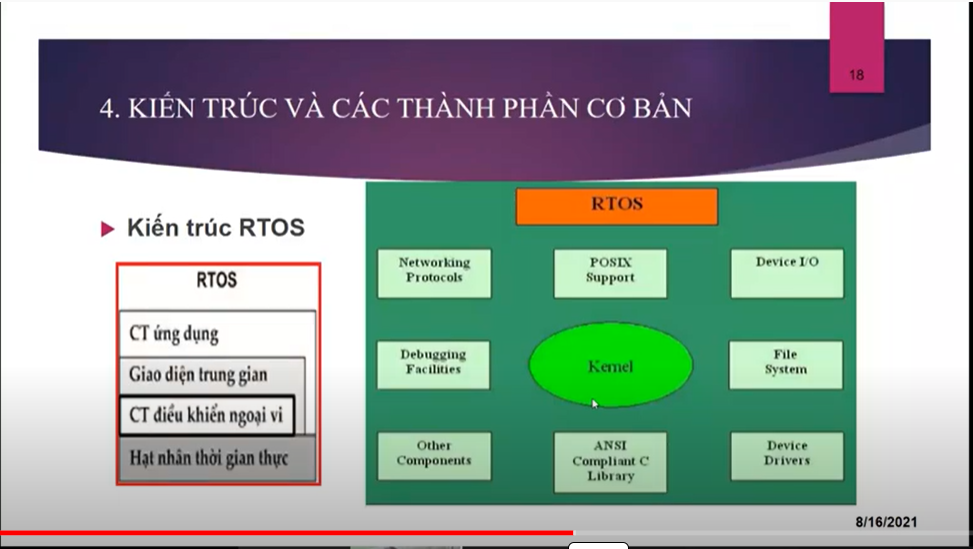 18
4. KIẾN TRÚC VÀ CÁC THÀNH PHẦN CƠ BẢN
Kiến trúc RTOS
RTOS
CT ứng dụng
Giao diện trung gian
CT điều khiển ngoại vi
Hạt nhân thời gian thực
RTOS
Networking
Protocols
POSIX
Support
Device I/O
Debugging
Facilities
Kernel
File
System
Other
Components
ANSI
Compliant C
Library
Device
Drivers
8/16/2021